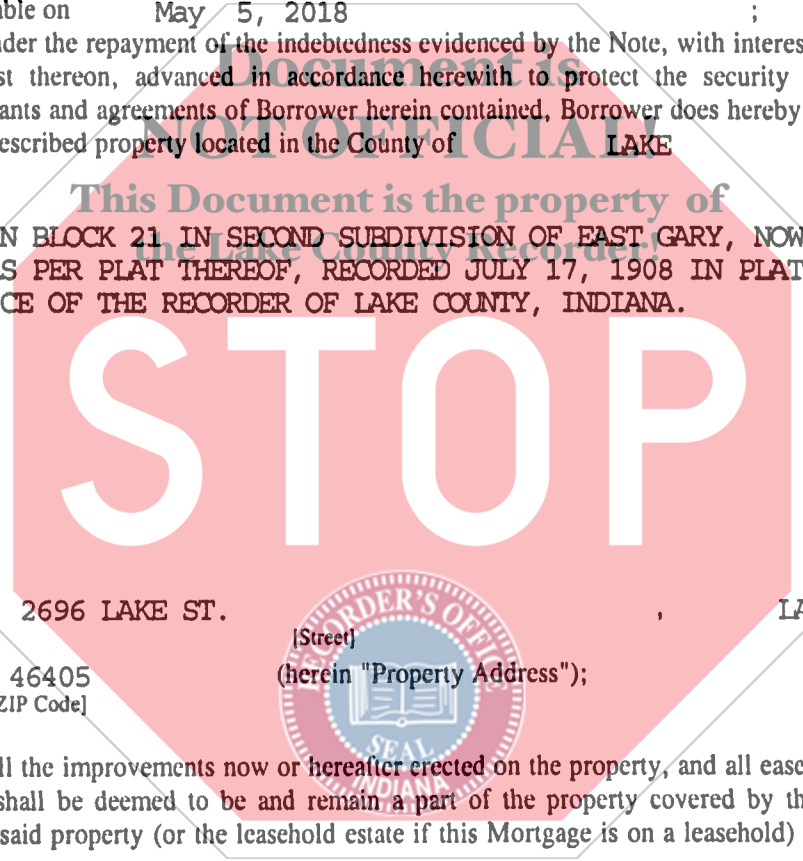 able on May 5, 2018 ;
der the repayment of the indebtedness evidenced by the Note, with interes
st thereon, advanced in accordance herewith to protect the security
Document is
ants and agreements of Borrower herein contained, Borrower does hereby
NOT OFFICIAL!
escribed property located in the County of LAKE
This Document is the property of
N BLOCK 21 IN SECOND SUBDIVISION OF EAST GARY, NOW
the Lake County Recorder!
S PER PLAT THEREOF, RECORDED JULY 17, 1908 IN PLAT
CE OF THE RECORDER OF LAKE COUNTY, INDIANA.
STOP
2696 LAKE ST. , LA
[Street]
RECORDER'S OFFICE
46405 (herein "Property Address");
ZIP Code]
SEAL
INDIANA
ll the improvements now or hereafter erected on the property, and all ease
shall be deemed to be and remain a part of the property covered by th
said property (or the leasehold estate if this Mortgage is on a leasehold)